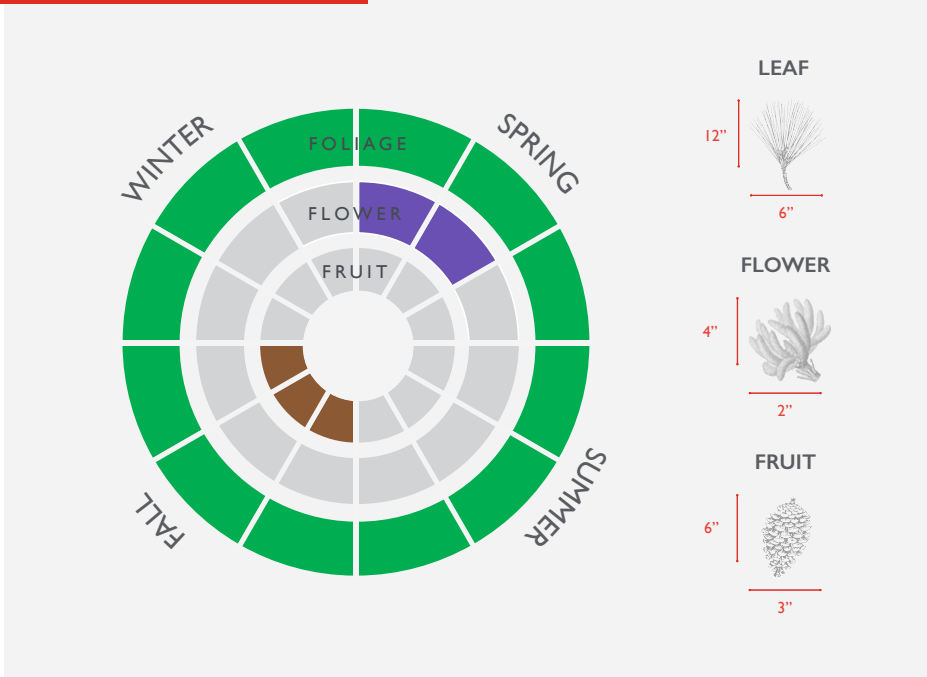 WINTER
SPRING
FOLIAGE
FLOWER
FRUIT
FALL
SUMMER
LEAF
12”
6”
FLOWER
4”
2”
FRUIT
6”
3”